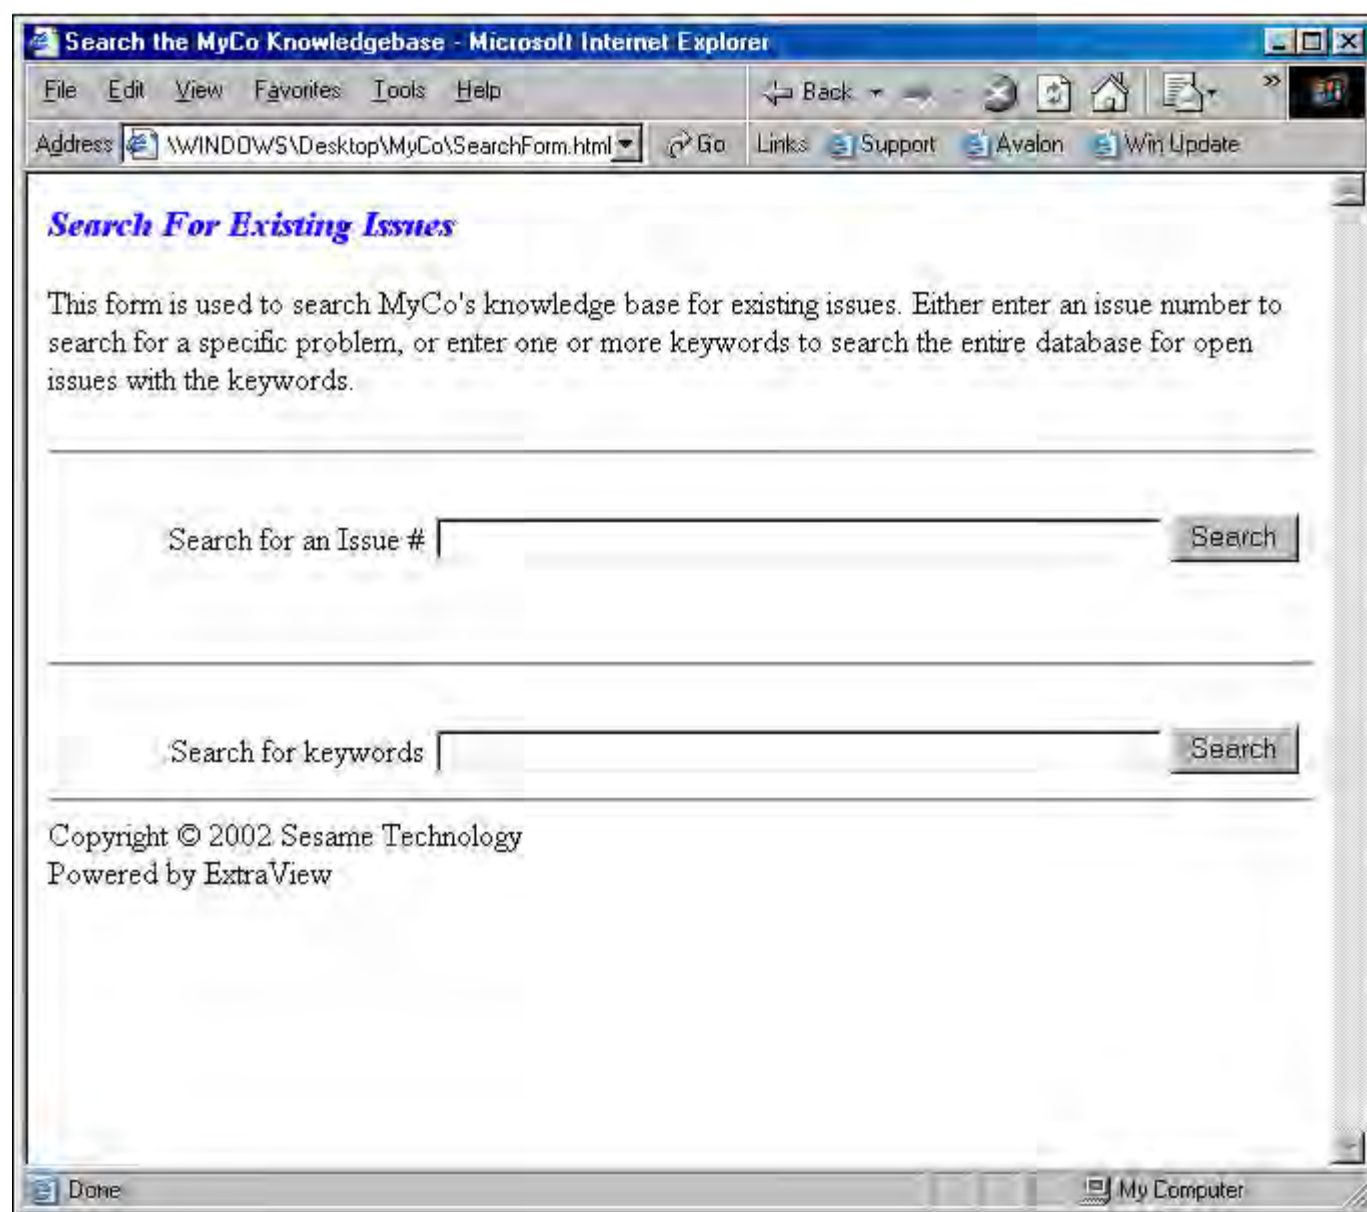 Search the MyCo Knowledgebase - Microsoft Internet Explorer
File Edit View Favorites Tools Help Back »
Address \WINDOWS\Desktop\MyCo\SearchForm.html Go Links Support Avalon Win Update
Search For Existing Issues
This form is used to search MyCo's knowledge base for existing issues. Either enter an issue number to
search for a specific problem, or enter one or more keywords to search the entire database for open
issues with the keywords.
Search for an Issue # Search
Search for keywords Search
Copyright © 2002 Sesame Technology
Powered by ExtraView
Done My Computer